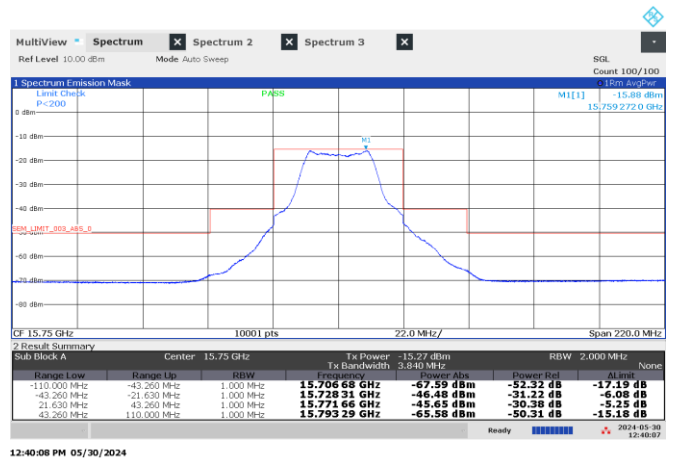 MultiView Spectrum X Spectrum 2 X Spectrum 3 X
Ref Level 10.00 dBm Mode Auto Sweep SGL
Count 100/100
1 Spectrum Emission Mask 1Rm AvgPwr
Limit Check PASS M1[1] -15.88 dBm
P<200 15.759 272 0 GHz
0 dBm
M1
-10 dBm
-20 dBm
-30 dBm
-40 dBm
SEM_LIMIT_003_ABS_0
-50 dBm
-60 dBm
-70 dBm
-80 dBm
CF 15.75 GHz 10001 pts 22.0 MHz/ Span 220.0 MHz
2 Result Summary
Sub Block A Center 15.75 GHz Tx Power -15.27 dBm RBW 2.000 MHz
Tx Bandwidth 3.840 MHz None
Range Low Range Up RBW Frequency Power Abs Power Rel ΔLimit
-110.000 MHz -43.260 MHz 1.000 MHz 15.706 68 GHz -67.59 dBm -52.32 dB -17.19 dB
-43.260 MHz -21.630 MHz 1.000 MHz 15.728 31 GHz -46.48 dBm -31.22 dB -6.08 dB
21.630 MHz 43.260 MHz 1.000 MHz 15.771 66 GHz -45.65 dBm -30.38 dB -5.25 dB
43.260 MHz 110.000 MHz 1.000 MHz 15.793 29 GHz -65.58 dBm -50.31 dB -15.18 dB
Ready 2024-05-30
12:40:07
12:40:08 PM 05/30/2024